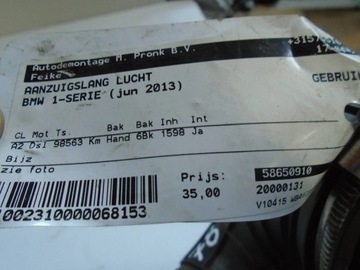 Autodemontage M. Pronk B.V.
Feike
AANZUIGSLANG LUCHT
BMW 1-SERIE (jun 2013)
GEBRUI
CL Mot Ts. Bak Bak Inh Int
A2 Dsl 98563 Km Hand 6Bk 1598 Ja
Bijz
zie foto
Prijs: 58650910
35,00 20000131
V10415
002310000068153